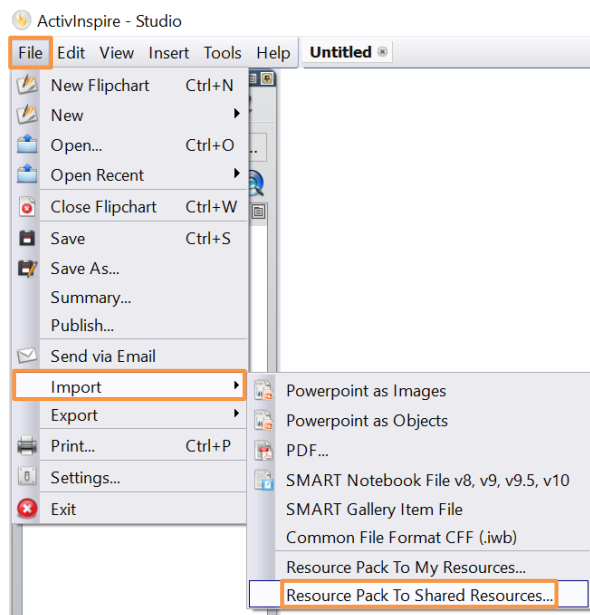 ActivInspire - Studio
File Edit View Insert Tools Help Untitled
New Flipchart Ctrl+N
New
Open... Ctrl+O
Open Recent
Close Flipchart Ctrl+W
Save Ctrl+S
Save As...
Summary...
Publish...
Send via Email
Import
Export
Print... Ctrl+P
Settings...
Exit
Powerpoint as Images
Powerpoint as Objects
PDF...
SMART Notebook File v8, v9, v9.5, v10
SMART Gallery Item File
Common File Format CFF (.iwb)
Resource Pack To My Resources...
Resource Pack To Shared Resources...